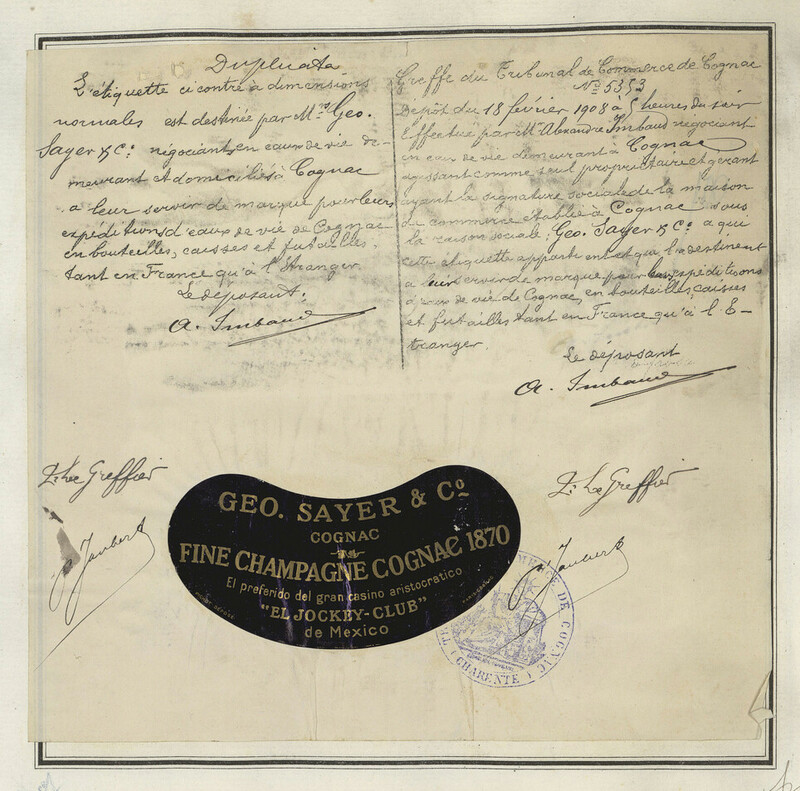 Duplicata
L'étiquette ci contre à dimensions
normales est destinée par Mrs Geo.
Sayer & Co. négociants en eaux de vie de-
meurant et domiciliés à Cognac
a leur servir de marque pour leurs
expéditions d'eaux de vie de Cognac
en bouteilles, caisses et futailles
tant en France qu'à l'Etranger
Le déposant.
A. Imbaud
Greffe du Tribunal de Commerce de Cognac
No 5353
Dépôt du 18 février 1908 à 5 heures du soir
Effectué par M. Alexandre Imbaud négociant
en eaux de vie demeurant à Cognac
agissant comme seul propriétaire et gérant
ayant la signature sociale de la maison
de commerce établie à Cognac sous
la raison sociale: Geo. Sayer & Co. a qui
cette étiquette appartient et qui la destinent
a leur servir de marque pour leurs expéditions
d'eaux de vie de Cognac, en bouteilles, caisses
et futailles tant en France qu'à l'E-
tranger.
Le déposant
A. Imbaud
Le Greffier
Le Greffier
GEO. SAYER & Co
COGNAC
FINE CHAMPAGNE COGNAC 1870
El preferido del gran casino aristocratico
"EL JOCKEY-CLUB"
de Mexico
COMMERCE DE COGNAC
(CHARENTE)